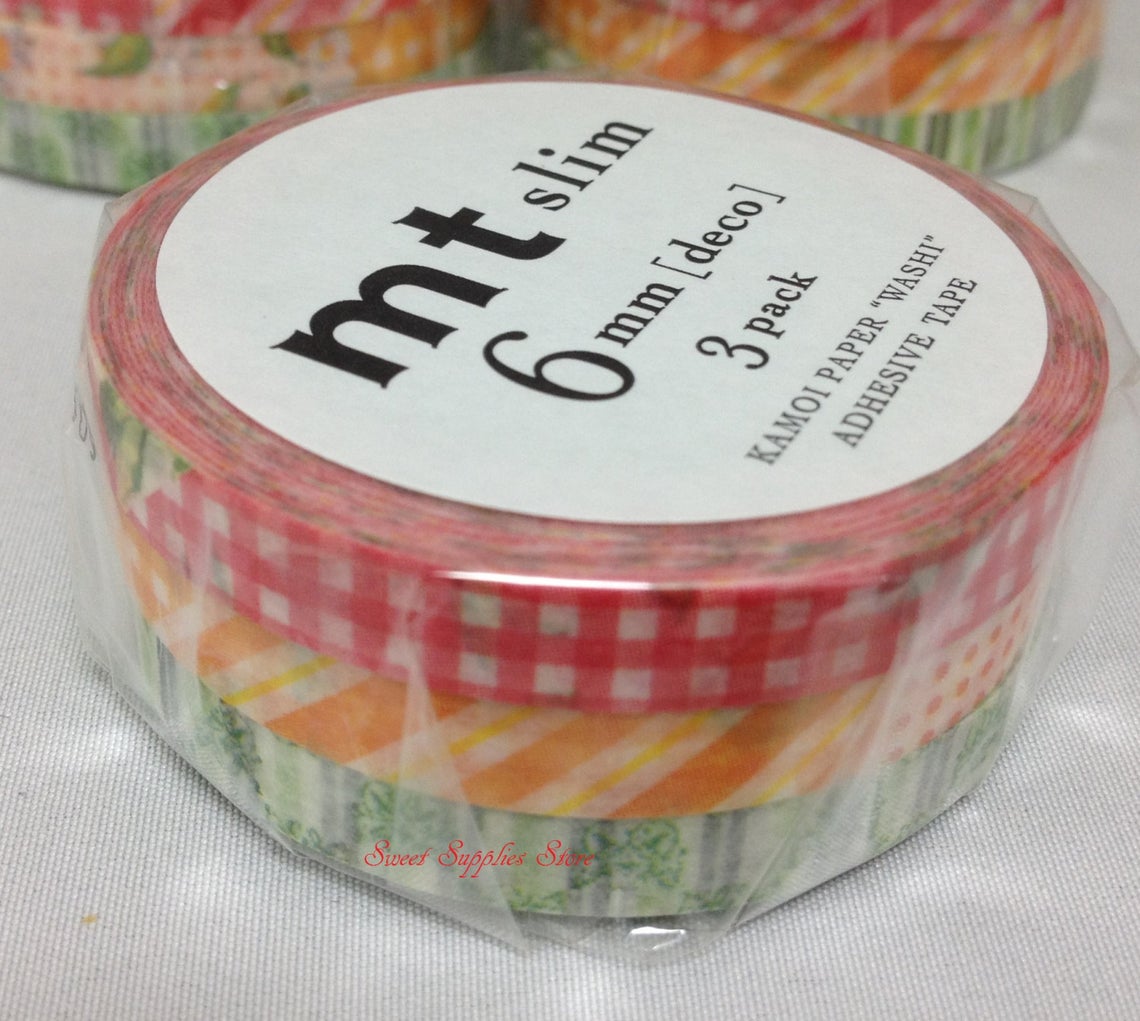 mt slim
6mm [deco]
3 pack
KAMOI PAPER “WASHI”
ADHESIVE TAPE
Sweet Supplies Store